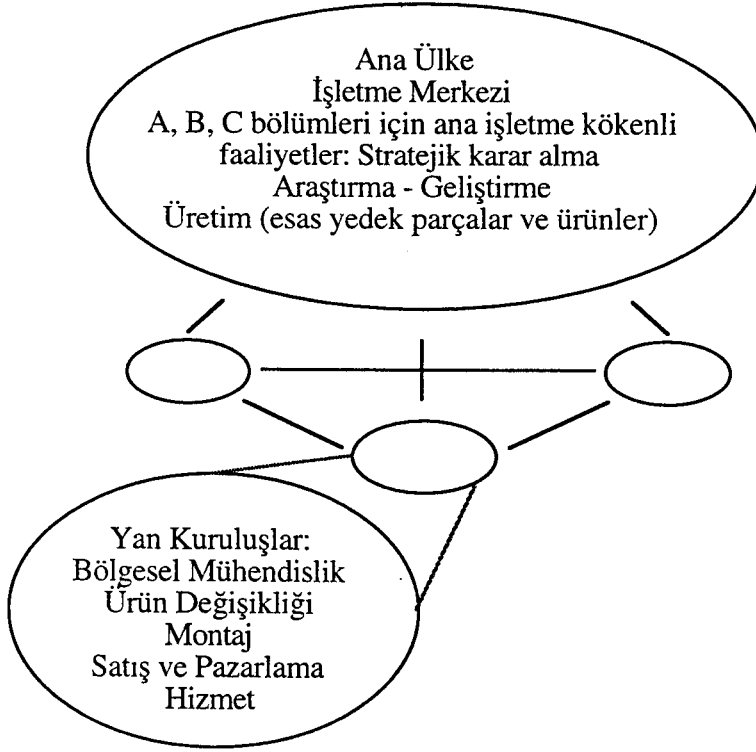 Ana Ülke
İşletme Merkezi
A, B, C bölümleri için ana işletme kökenli
faaliyetler: Stratejik karar alma
Araştırma - Geliştirme
Üretim (esas yedek parçalar ve ürünler)
Yan Kuruluşlar:
Bölgesel Mühendislik
Ürün Değişikliği
Montaj
Satış ve Pazarlama
Hizmet